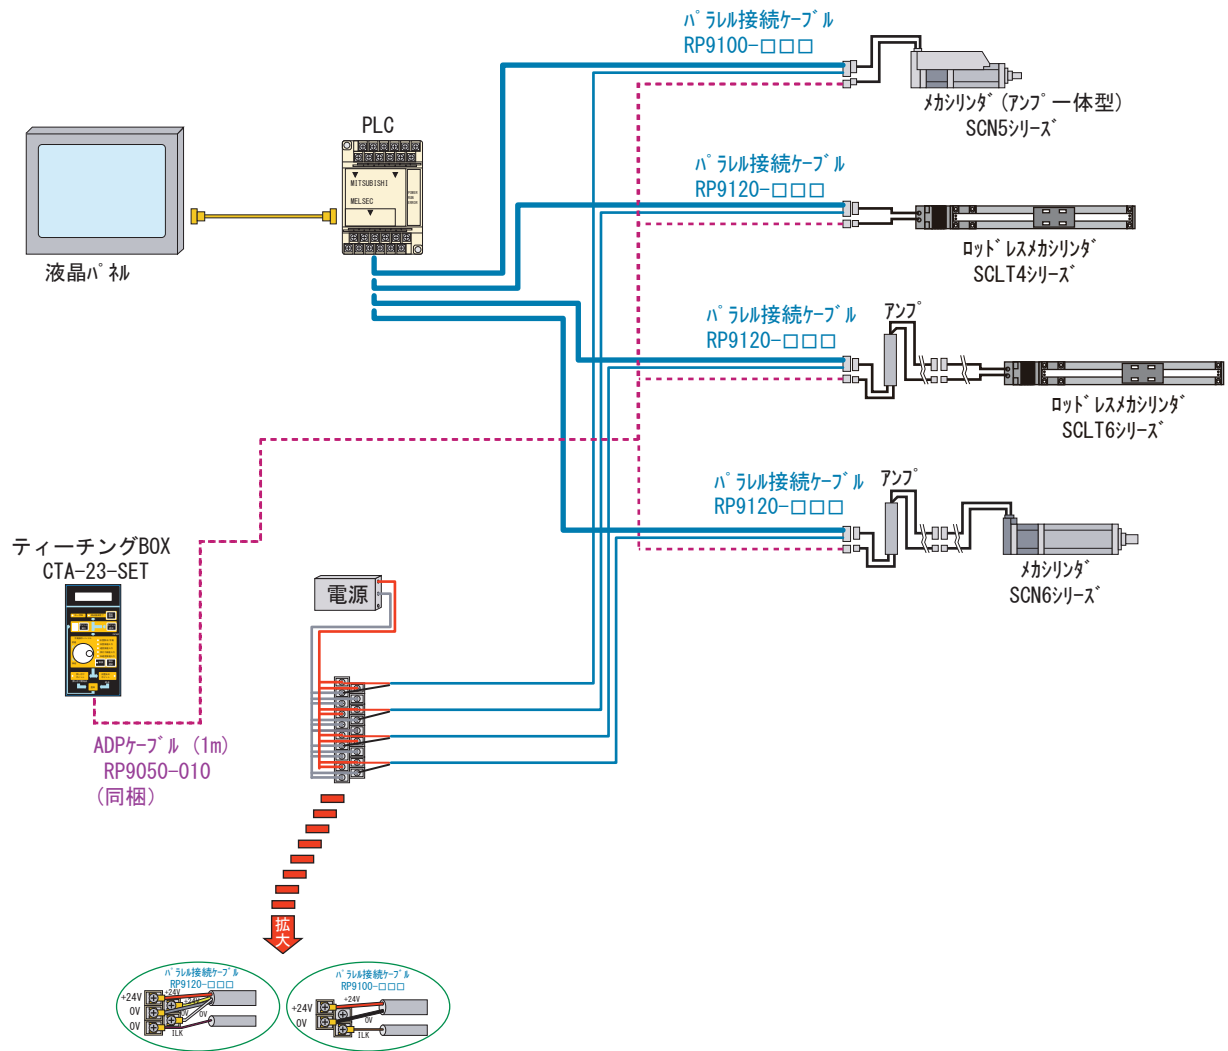 ﾊﾟﾗﾚﾙ接続ｹｰﾌﾞﾙ
RP9100-□□□
ﾒｶｼﾘﾝﾀﾞ(ｱﾝﾌﾟ一体型)
SCN5ｼﾘｰｽﾞ
PLC
MITSUBISHI
MELSEC
POWER
RUN
ERROR
液晶ﾊﾟﾈﾙ
ﾊﾟﾗﾚﾙ接続ｹｰﾌﾞﾙ
RP9120-□□□
ﾛｯﾄﾞﾚｽﾒｶｼﾘﾝﾀﾞ
SCLT4ｼﾘｰｽﾞ
ﾊﾟﾗﾚﾙ接続ｹｰﾌﾞﾙ
RP9120-□□□
ｱﾝﾌﾟ
ﾛｯﾄﾞﾚｽﾒｶｼﾘﾝﾀﾞ
SCLT6ｼﾘｰｽﾞ
ﾊﾟﾗﾚﾙ接続ｹｰﾌﾞﾙ
RP9120-□□□
ｱﾝﾌﾟ
ﾒｶｼﾘﾝﾀﾞ
SCN6ｼﾘｰｽﾞ
ティーチングBOX
CTA-23-SET
電源
ADPｹｰﾌﾞﾙ (1m)
RP9050-010
(同梱)
拡大
ﾊﾟﾗﾚﾙ接続ｹｰﾌﾞﾙ
RP9120-□□□
+24V
+24V
+24V
0V
0V
0V
0V
ILK
ﾊﾟﾗﾚﾙ接続ｹｰﾌﾞﾙ
RP9100-□□□
+24V
+24V
0V
0V
ILK